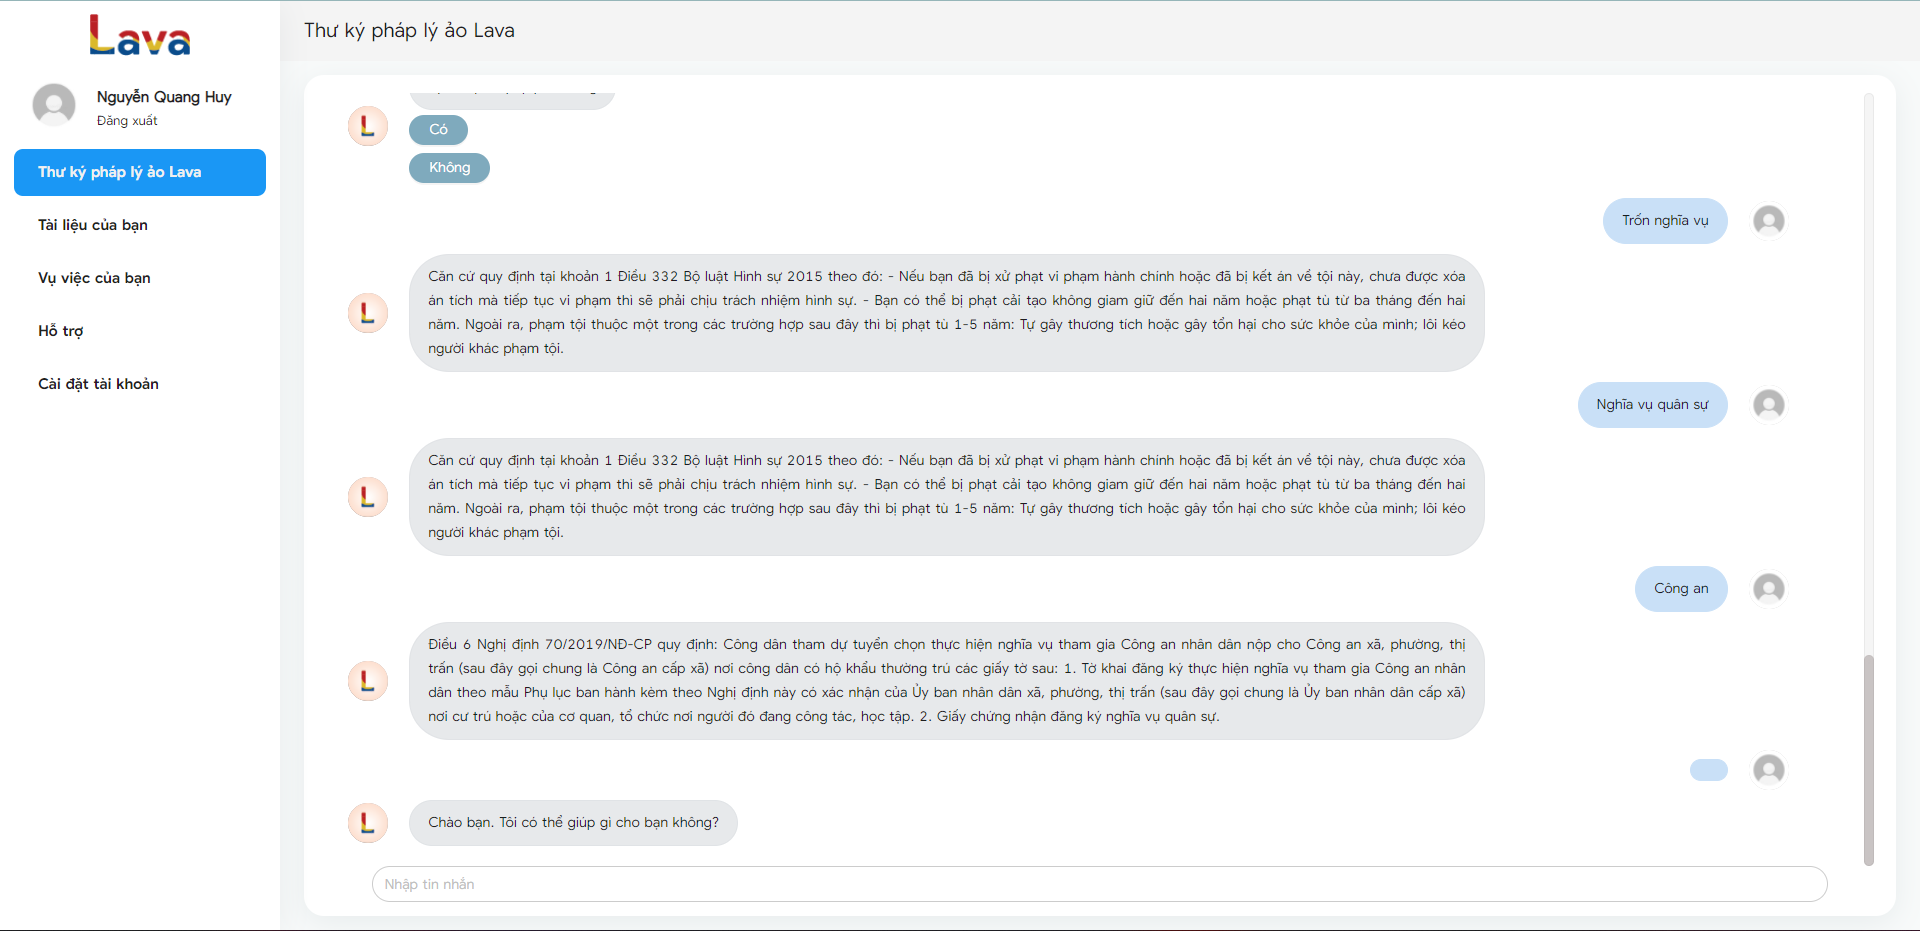 Lava
Thư ký pháp lý ảo Lava
Nguyễn Quang Huy
Đăng xuất
Thư ký pháp lý ảo Lava
Tài liệu của bạn
Vụ việc của bạn
Hỗ trợ
Cài đặt tài khoản
L
Có
Không
Trốn nghĩa vụ
Căn cứ quy định tại khoản 1 Điều 332 Bộ luật Hình sự 2015 theo đó: - Nếu bạn đã bị xử phạt vi phạm hành chính hoặc đã bị kết án về tội này, chưa được xóa
án tích mà tiếp tục vi phạm thì sẽ phải chịu trách nhiệm hình sự. - Bạn có thể bị phạt cải tạo không giam giữ đến hai năm hoặc phạt tù từ ba tháng đến hai
L
năm. Ngoài ra, phạm tội thuộc một trong các trường hợp sau đây thì bị phạt tù 1-5 năm: Tự gây thương tích hoặc gây tổn hại cho sức khỏe của mình; lôi kéo
người khác phạm tội.
Nghĩa vụ quân sự
Căn cứ quy định tại khoản 1 Điều 332 Bộ luật Hình sự 2015 theo đó: - Nếu bạn đã bị xử phạt vi phạm hành chính hoặc đã bị kết án về tội này, chưa được xóa
án tích mà tiếp tục vi phạm thì sẽ phải chịu trách nhiệm hình sự. - Bạn có thể bị phạt cải tạo không giam giữ đến hai năm hoặc phạt tù từ ba tháng đến hai
L
năm. Ngoài ra, phạm tội thuộc một trong các trường hợp sau đây thì bị phạt tù 1-5 năm: Tự gây thương tích hoặc gây tổn hại cho sức khỏe của mình; lôi kéo
người khác phạm tội.
Công an
Điều 6 Nghị định 70/2019/NĐ-CP quy định: Công dân tham dự tuyển chọn thực hiện nghĩa vụ tham gia Công an nhân dân nộp cho Công an xã, phường, thị
trấn (sau đây gọi chung là Công an cấp xã) nơi công dân có hộ khẩu thường trú các giấy tờ sau: 1. Tờ khai đăng ký thực hiện nghĩa vụ tham gia Công an nhân
L
dân theo mẫu Phụ lục ban hành kèm theo Nghị định này có xác nhận của Ủy ban nhân dân xã, phường, thị trấn (sau đây gọi chung là Ủy ban nhân dân cấp xã)
nơi cư trú hoặc của cơ quan, tổ chức nơi người đó đang công tác, học tập. 2. Giấy chứng nhận đăng ký nghĩa vụ quân sự.
L
Chào bạn. Tôi có thể giúp gì cho bạn không?
Nhập tin nhắn